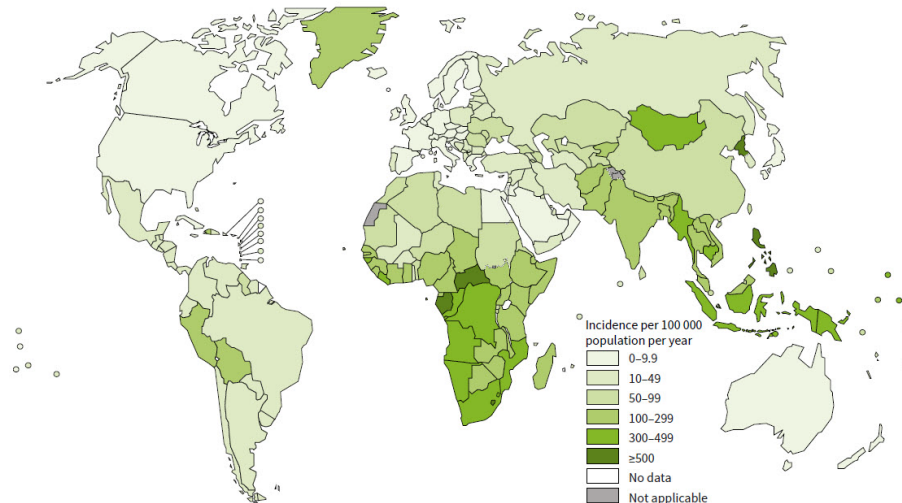 Incidence per 100 000
population per year
0–9.9
10–49
50–99
100–299
300–499
≥500
No data
Not applicable